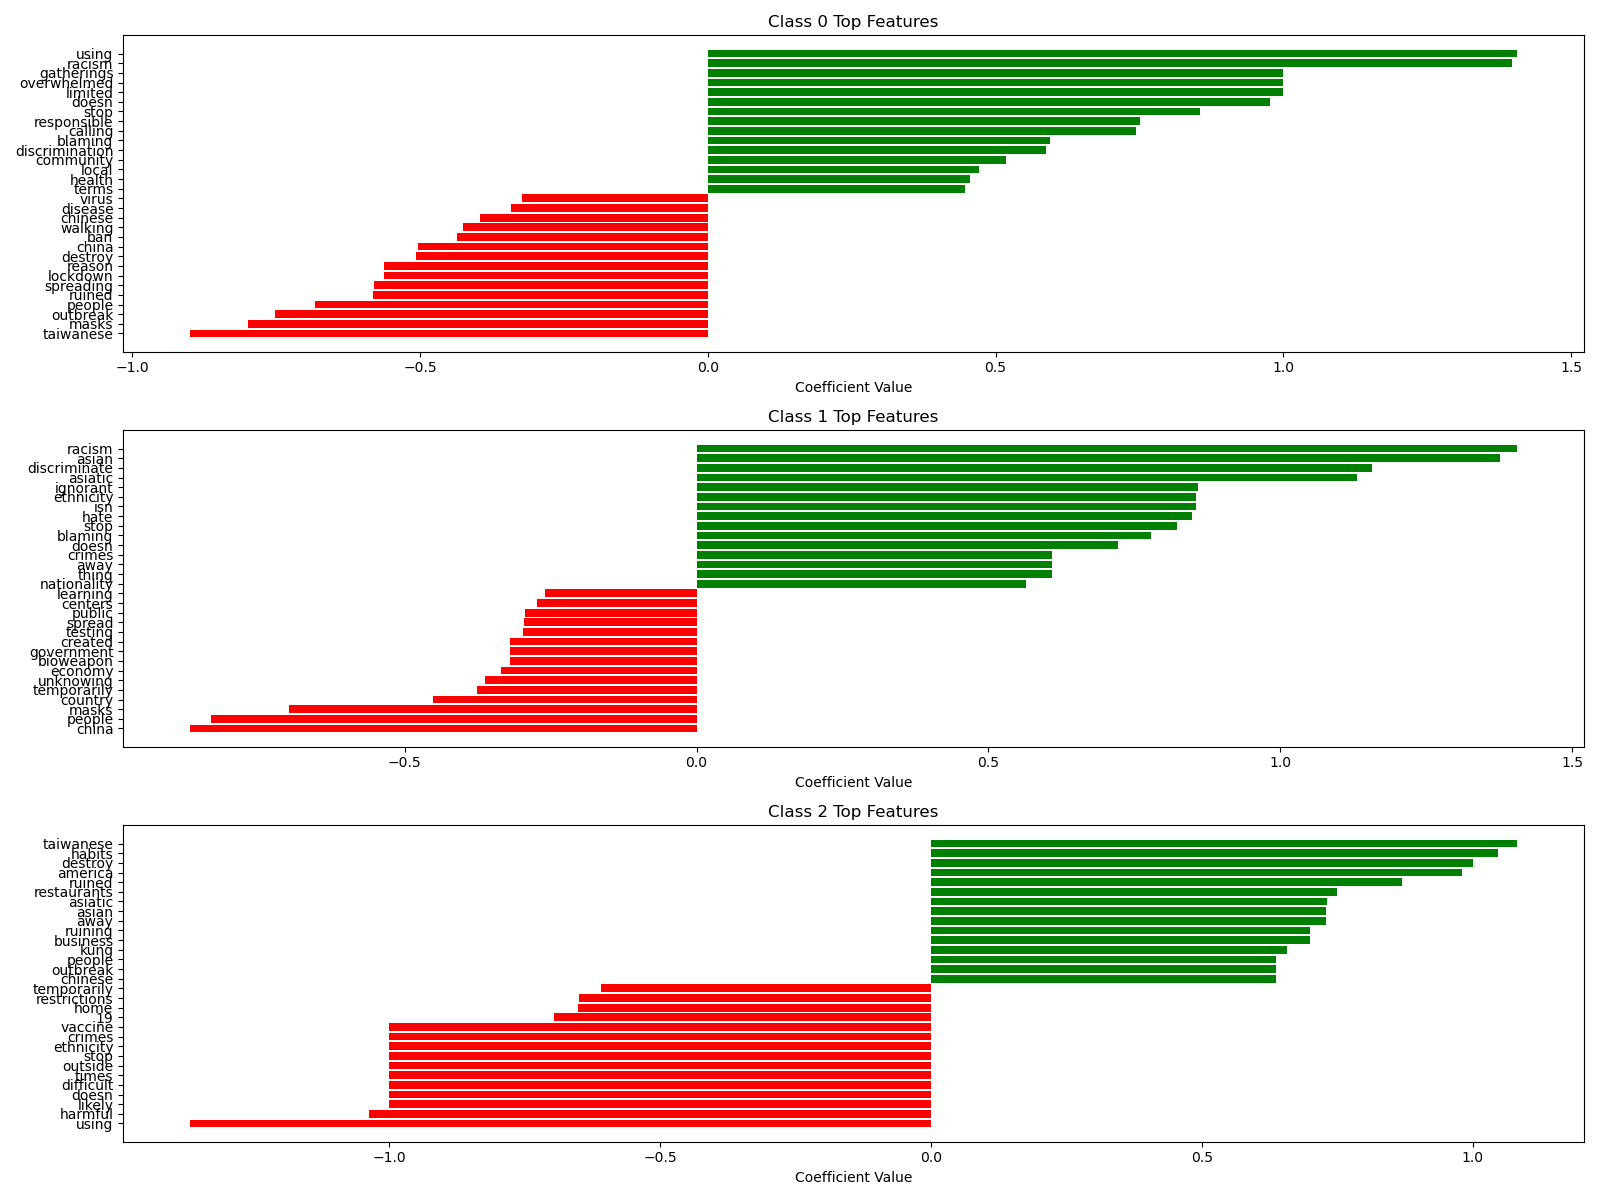 Class 0 Top Features
using
racism
gatherings
overwhelmed
limited
doesn
stop
responsible
calling
blaming
discrimination
community
local
health
terms
virus
disease
chinese
walking
ban
china
destroy
reason
lockdown
spreading
ruined
people
outbreak
masks
taiwanese
−1.0 −0.5 0.0 0.5 1.0 1.5
Coefficient Value
Class 1 Top Features
racism
asian
discriminate
asiatic
ignorant
ethnicity
isn
hate
stop
blaming
doesn
crimes
away
thing
nationality
learning
centers
public
spread
testing
created
government
bioweapon
economy
unknowing
temporarily
country
masks
people
china
−0.5 0.0 0.5 1.0 1.5
Coefficient Value
Class 2 Top Features
taiwanese
habits
destroy
america
ruined
restaurants
asiatic
asian
away
ruining
business
kung
people
outbreak
chinese
temporarily
restrictions
home
19
vaccine
crimes
ethnicity
stop
outside
times
difficult
doesn
likely
harmful
using
−1.0 −0.5 0.0 0.5 1.0
Coefficient Value